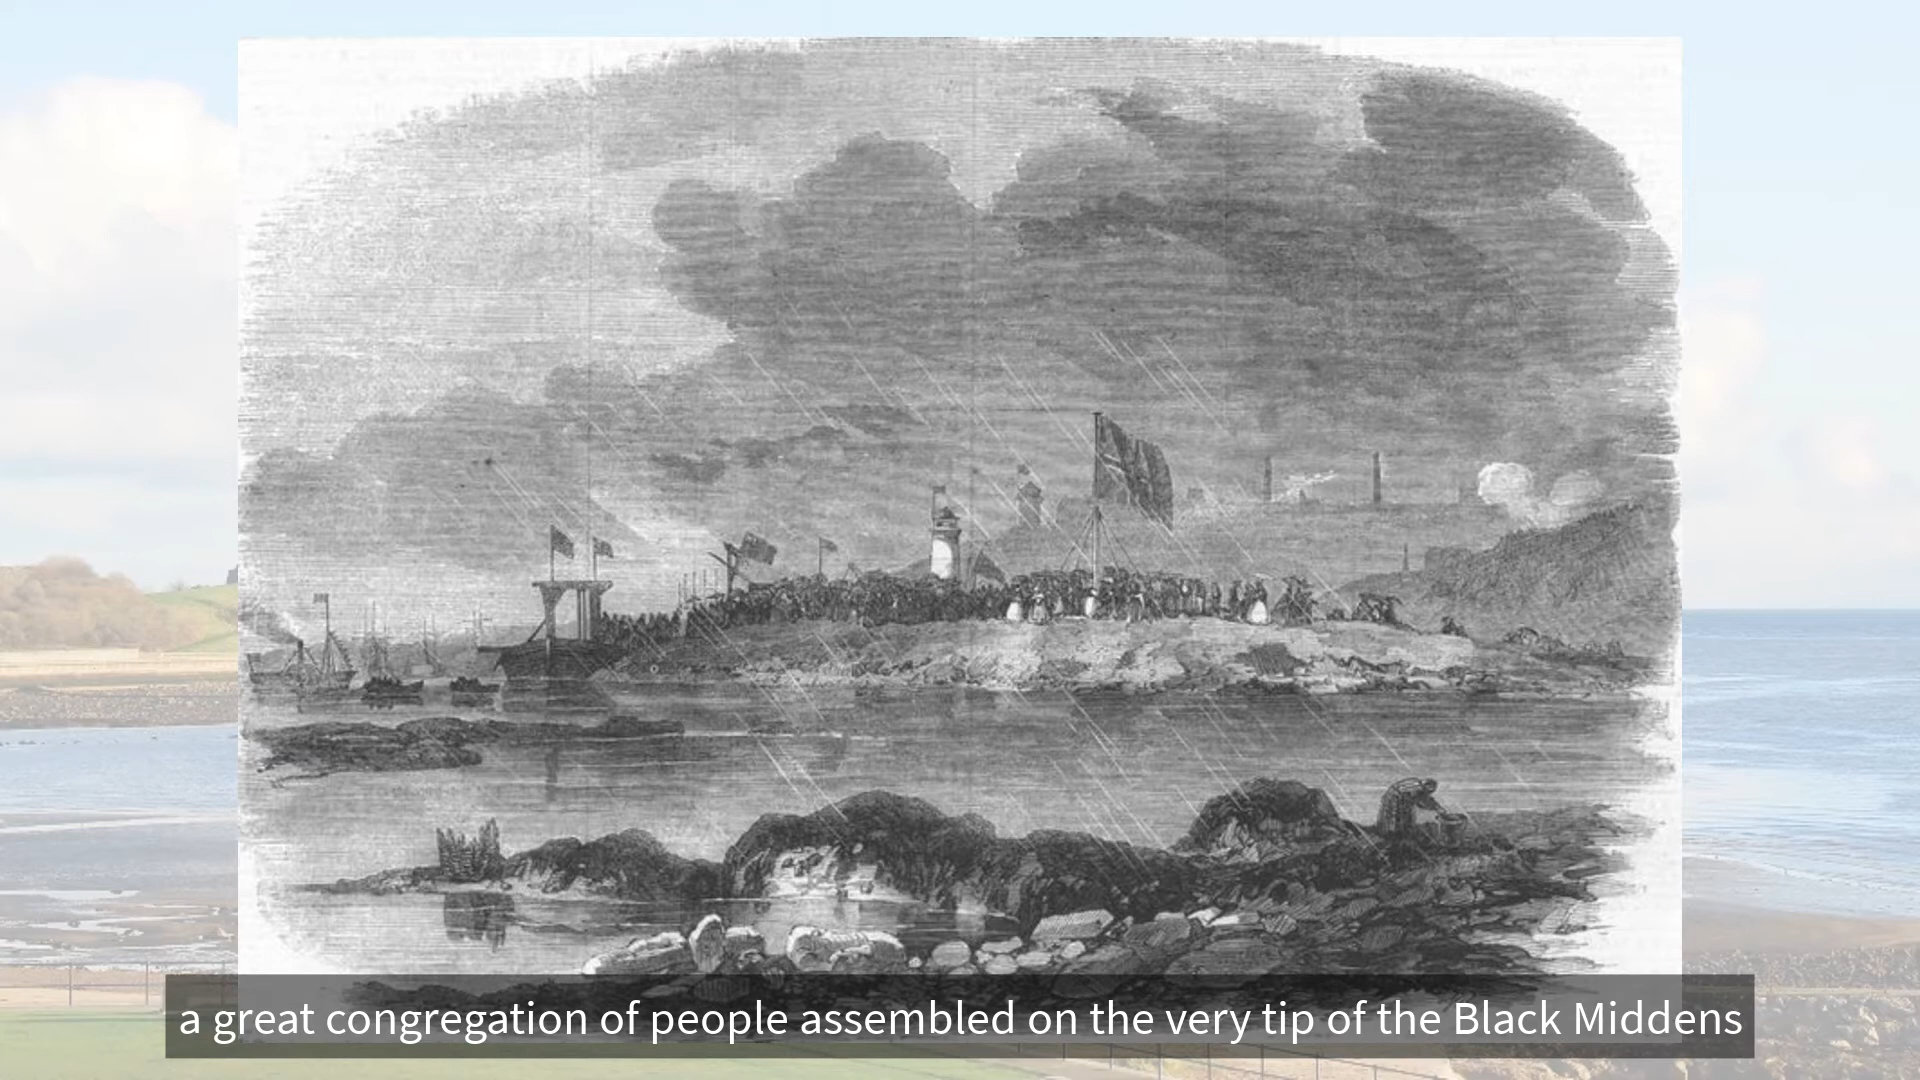 a great congregation of people assembled on the very tip of the Black Middens